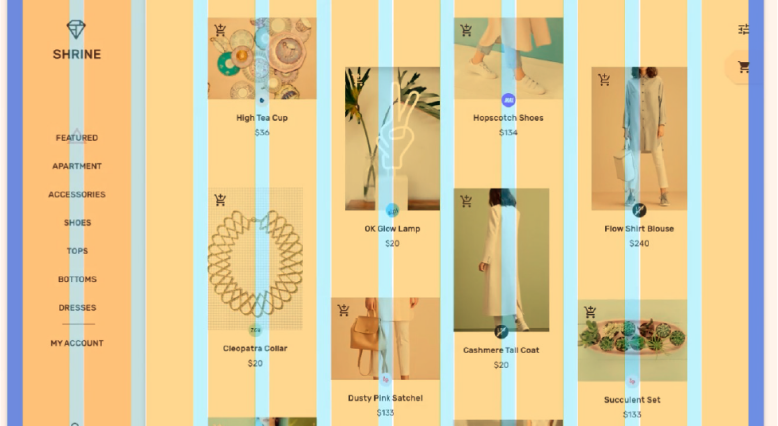 SHRINE
FEATURED
APARTMENT
ACCESSORIES
SHOES
TOPS
BOTTOMS
DRESSES
MY ACCOUNT
High Tea Cup
$36
Cleopatra Collar
$20
OK Glow Lamp
$20
Dusty Pink Satchel
$133
Hopscotch Shoes
$134
Cashmere Tall Coat
$20
Flow Shirt Blouse
$240
Succulent Set
$133